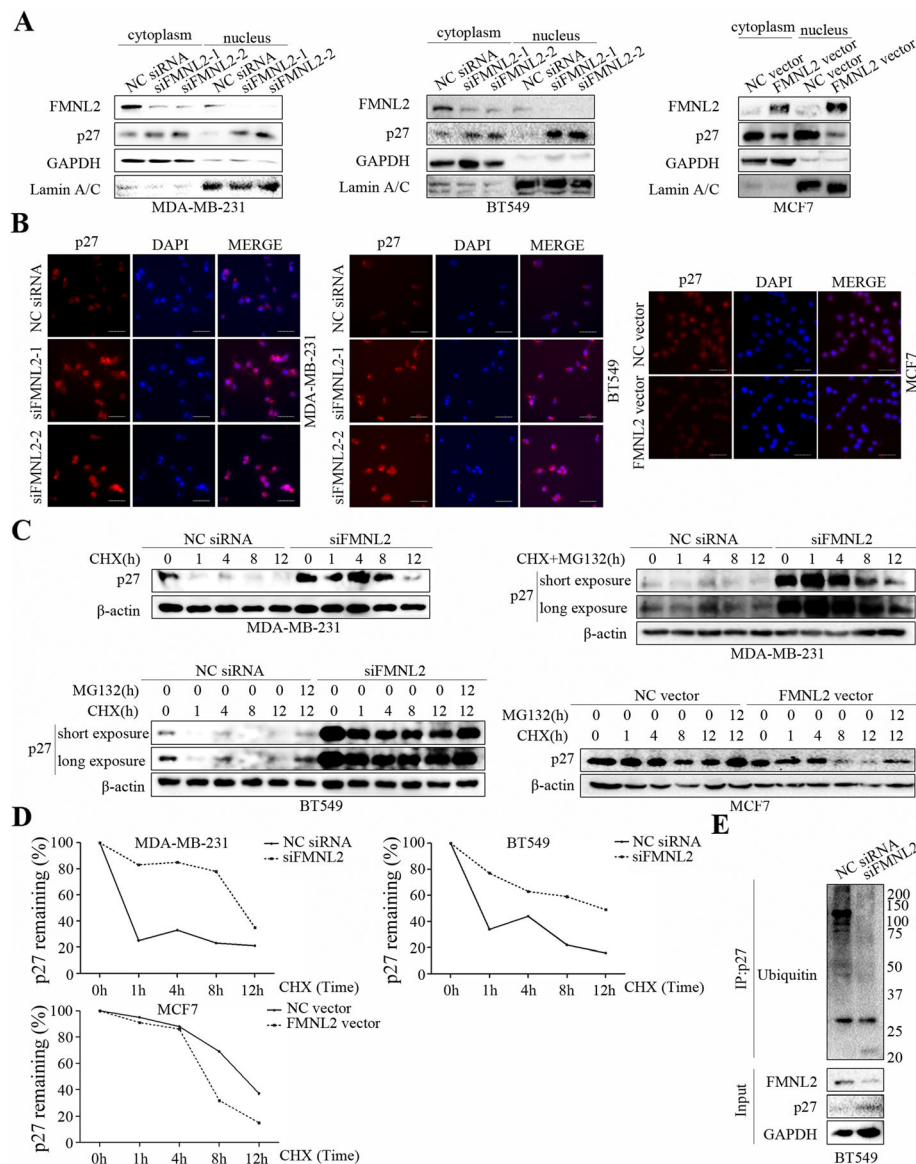 A
cytoplasm nucleus
NC siRNA siFMNL2-1 siFMNL2-2 NC siRNA siFMNL2-1 siFMNL2-2
FMNL2
p27
GAPDH
Lamin A/C
MDA-MB-231
cytoplasm nucleus
NC siRNA siFMNL2-1 siFMNL2-2 NC siRNA siFMNL2-1 siFMNL2-2
FMNL2
p27
GAPDH
Lamin A/C
BT549
cytoplasm nucleus
NC vector FMNL2 vector NC vector FMNL2 vector
FMNL2
p27
GAPDH
Lamin A/C
MCF7
B
p27 DAPI MERGE
NC siRNA
siFMNL2-1
siFMNL2-2
MDA-MB-231
p27 DAPI MERGE
NC siRNA
siFMNL2-1
siFMNL2-2
BT549
p27 DAPI MERGE
NC vector
FMNL2 vector
MCF7
C
NC siRNA siFMNL2
CHX(h) 0 1 4 8 12 0 1 4 8 12
p27
β-actin
MDA-MB-231
NC siRNA siFMNL2
CHX+MG132(h) 0 1 4 8 12 0 1 4 8 12
p27
short exposure
long exposure
β-actin
MDA-MB-231
NC siRNA siFMNL2
MG132(h) 0 0 0 0 0 12 0 0 0 0 0 12
CHX(h) 0 1 4 8 12 12 0 1 4 8 12 12
p27
short exposure
long exposure
β-actin
BT549
NC vector FMNL2 vector
MG132(h) 0 0 0 0 0 12 0 0 0 0 0 12
CHX(h) 0 1 4 8 12 12 0 1 4 8 12 12
p27
β-actin
MCF7
D
MDA-MB-231
NC siRNA
siFMNL2
p27 remaining (%)
100
80
60
40
20
0
0h 1h 4h 8h 12h CHX (Time)
BT549
NC siRNA
siFMNL2
p27 remaining (%)
100
80
60
40
20
0
0h 1h 4h 8h 12h CHX (Time)
MCF7
NC vector
FMNL2 vector
p27 remaining (%)
100
80
60
40
20
0
0h 1h 4h 8h 12h CHX (Time)
E
NC siRNA siFMNL2
IP:p27
Ubiquitin
200
150
100
75
50
37
25
20
Input
FMNL2
p27
GAPDH
BT549